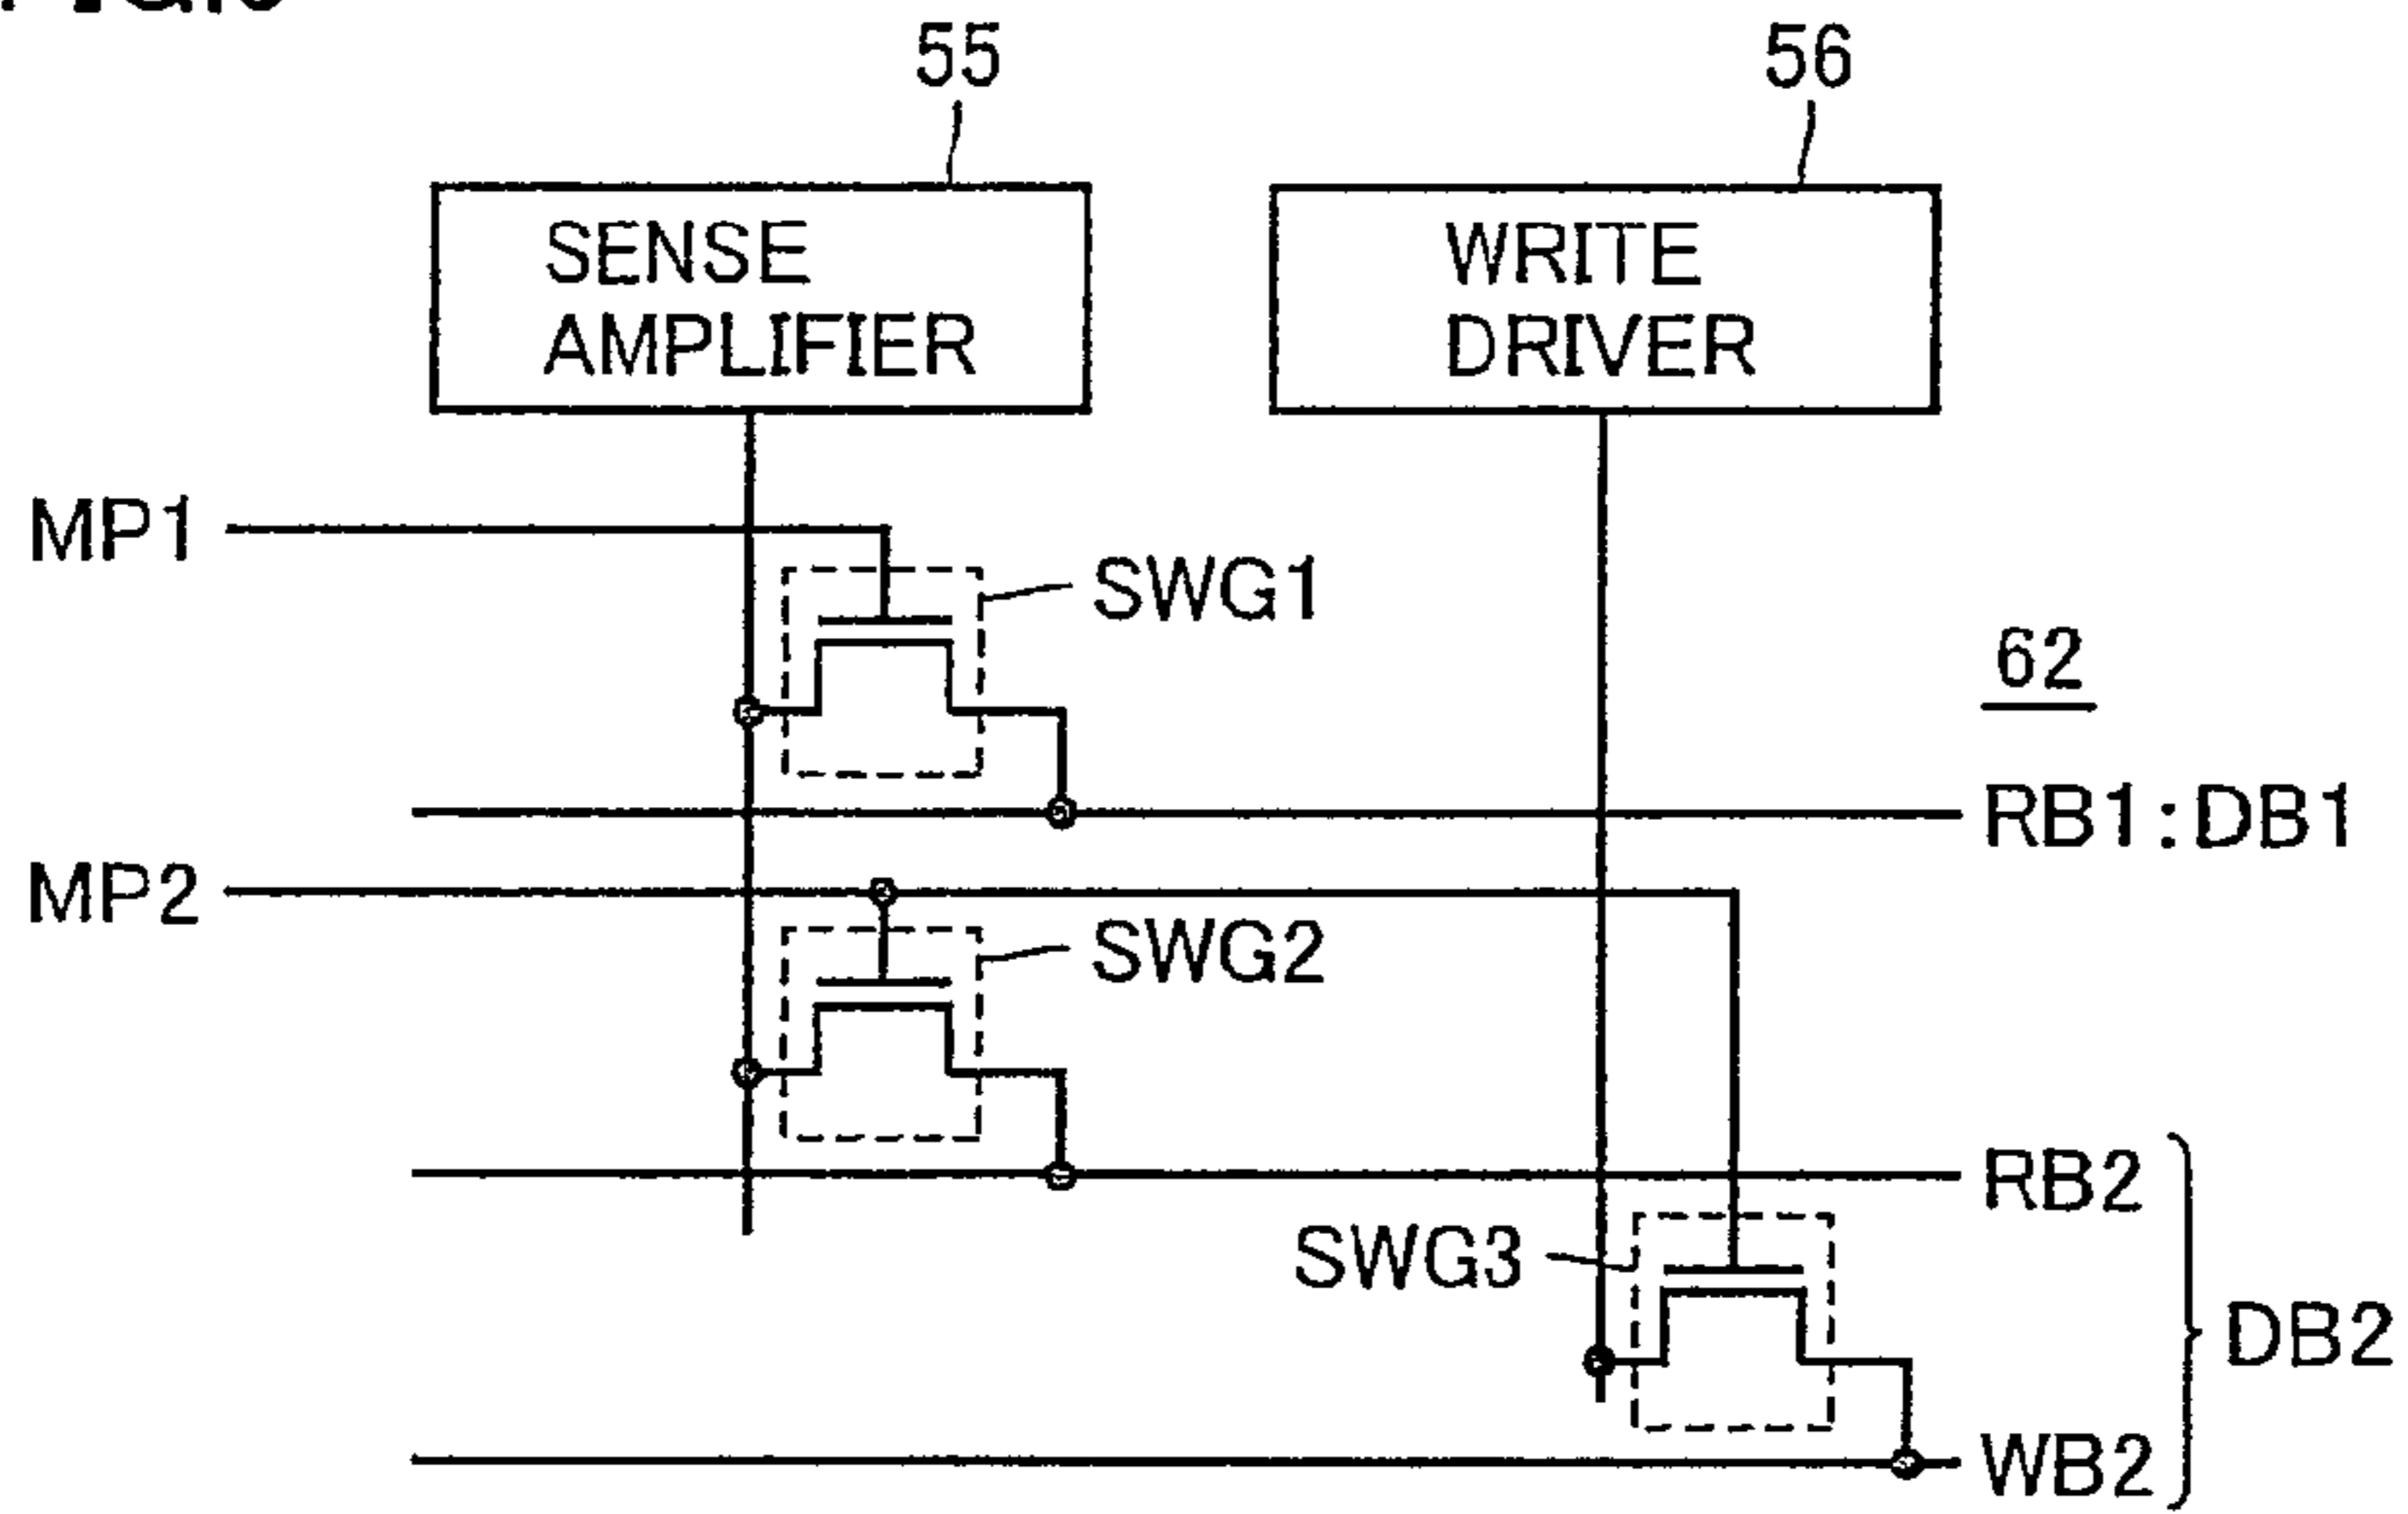 55
56
SENSE
AMPLIFIER
WRITE
DRIVER
MP1
SWG1
62
RB1:DB1
MP2
SWG2
RB2
SWG3
DB2
WB2